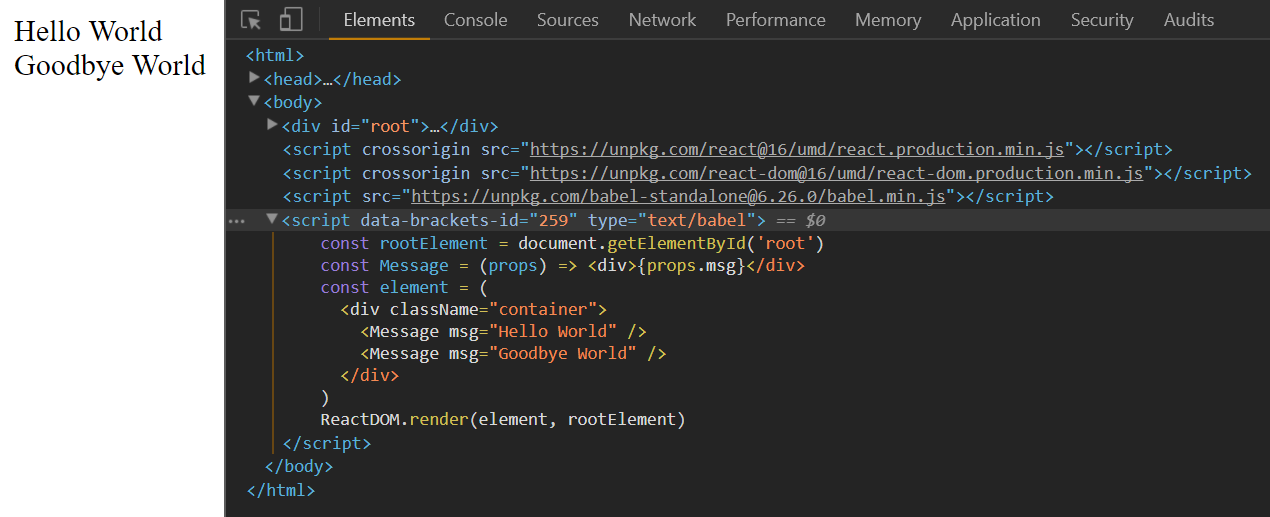 Hello World
Goodbye World
Elements Console Sources Network Performance Memory Application Security Audits
<html>
<head>…</head>
<body>
<div id="root">…</div>
<script crossorigin src="https://unpkg.com/react@16/umd/react.production.min.js"></script>
<script crossorigin src="https://unpkg.com/react-dom@16/umd/react-dom.production.min.js"></script>
<script src="https://unpkg.com/babel-standalone@6.26.0/babel.min.js"></script>
<script data-brackets-id="259" type="text/babel"> == $0
const rootElement = document.getElementById('root')
const Message = (props) => <div>{props.msg}</div>
const element = (
<div className="container">
<Message msg="Hello World" />
<Message msg="Goodbye World" />
</div>
)
ReactDOM.render(element, rootElement)
</script>
</body>
</html>